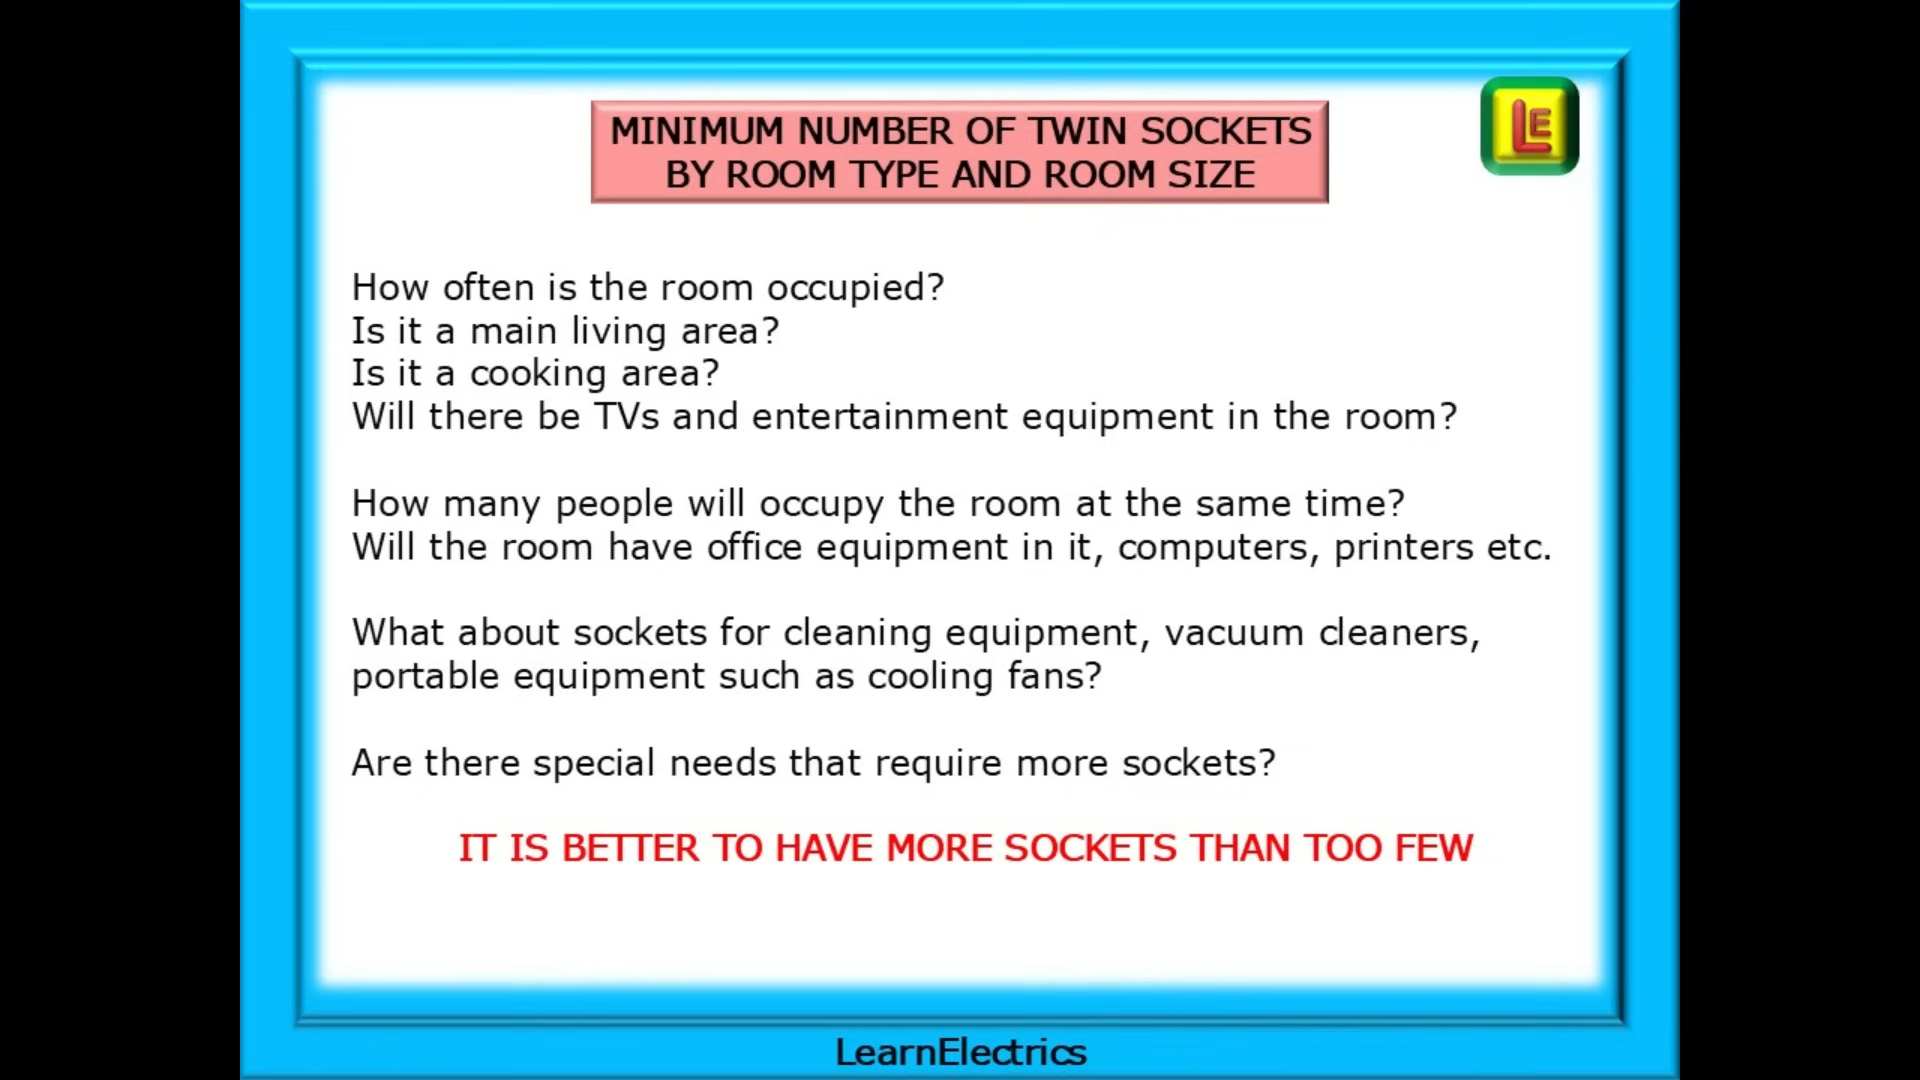 MINIMUM NUMBER OF TWIN SOCKETS
BY ROOM TYPE AND ROOM SIZE
LE
How often is the room occupied?
Is it a main living area?
Is it a cooking area?
Will there be TVs and entertainment equipment in the room?
How many people will occupy the room at the same time?
Will the room have office equipment in it, computers, printers etc.
What about sockets for cleaning equipment, vacuum cleaners,
portable equipment such as cooling fans?
Are there special needs that require more sockets?
IT IS BETTER TO HAVE MORE SOCKETS THAN TOO FEW
LearnElectrics